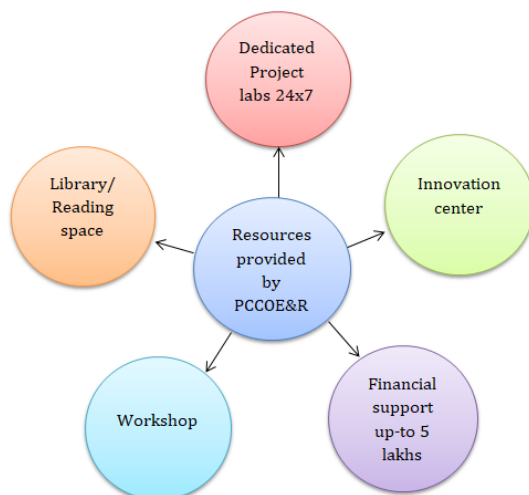 Dedicated
Project
labs 24x7
Library/
Reading
space
Innovation
center
Resources
provided
by
PCCOE&R
Workshop
Financial
support
up-to 5
lakhs